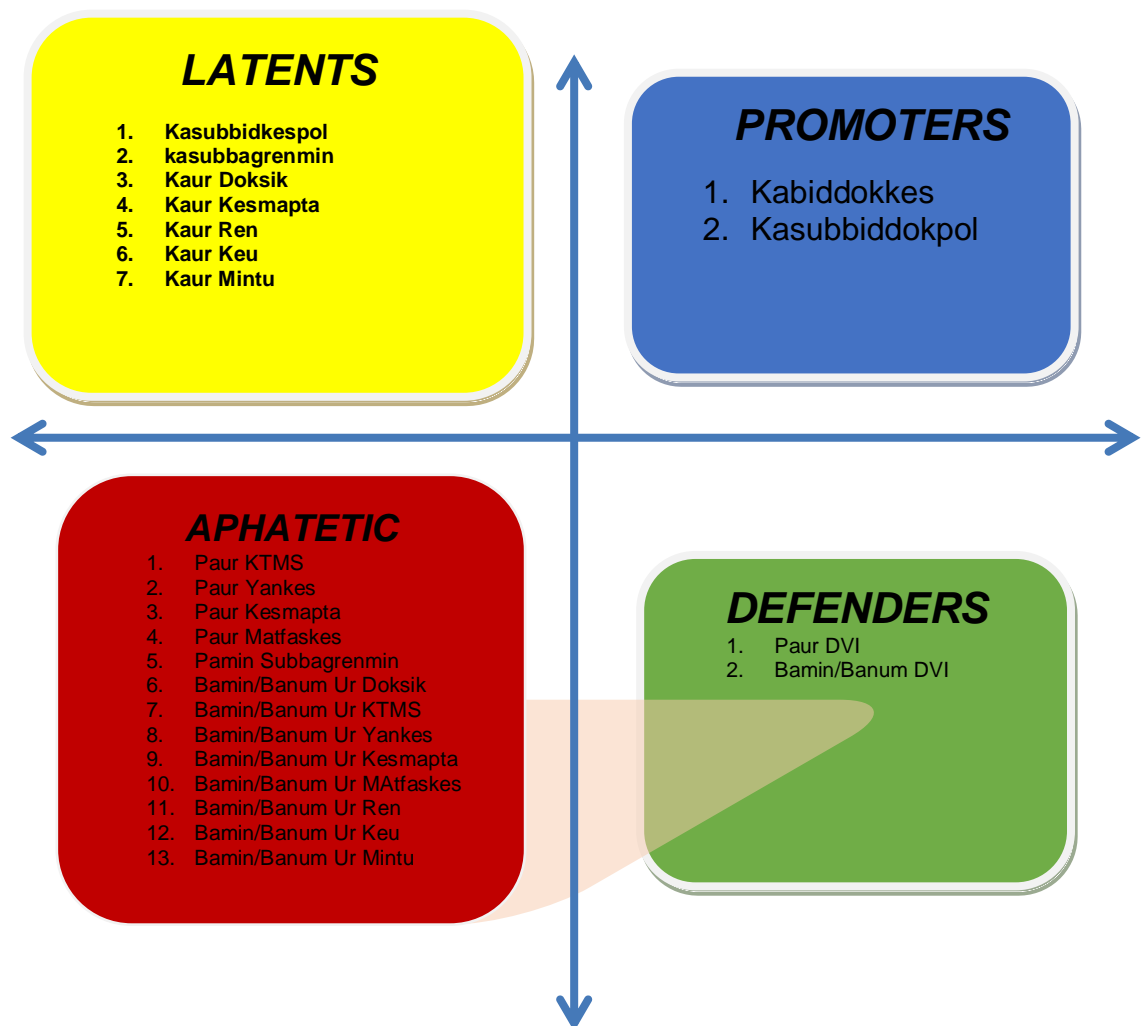 LATENTS
1. Kasubbidkespol
2. kasubbagrenmin
3. Kaur Doksik
4. Kaur Kesmapta
5. Kaur Ren
6. Kaur Keu
7. Kaur Mintu
PROMOTERS
1. Kabiddokkes
2. Kasubbiddokpol
APHATETIC
1. Paur KTMS
2. Paur Yankes
3. Paur Kesmapta
4. Paur Matfaskes
5. Pamin Subbagrenmin
6. Bamin/Banum Ur Doksik
7. Bamin/Banum Ur KTMS
8. Bamin/Banum Ur Yankes
9. Bamin/Banum Ur Kesmapta
10. Bamin/Banum Ur MAtfaskes
11. Bamin/Banum Ur Ren
12. Bamin/Banum Ur Keu
13. Bamin/Banum Ur Mintu
DEFENDERS
1. Paur DVI
2. Bamin/Banum DVI